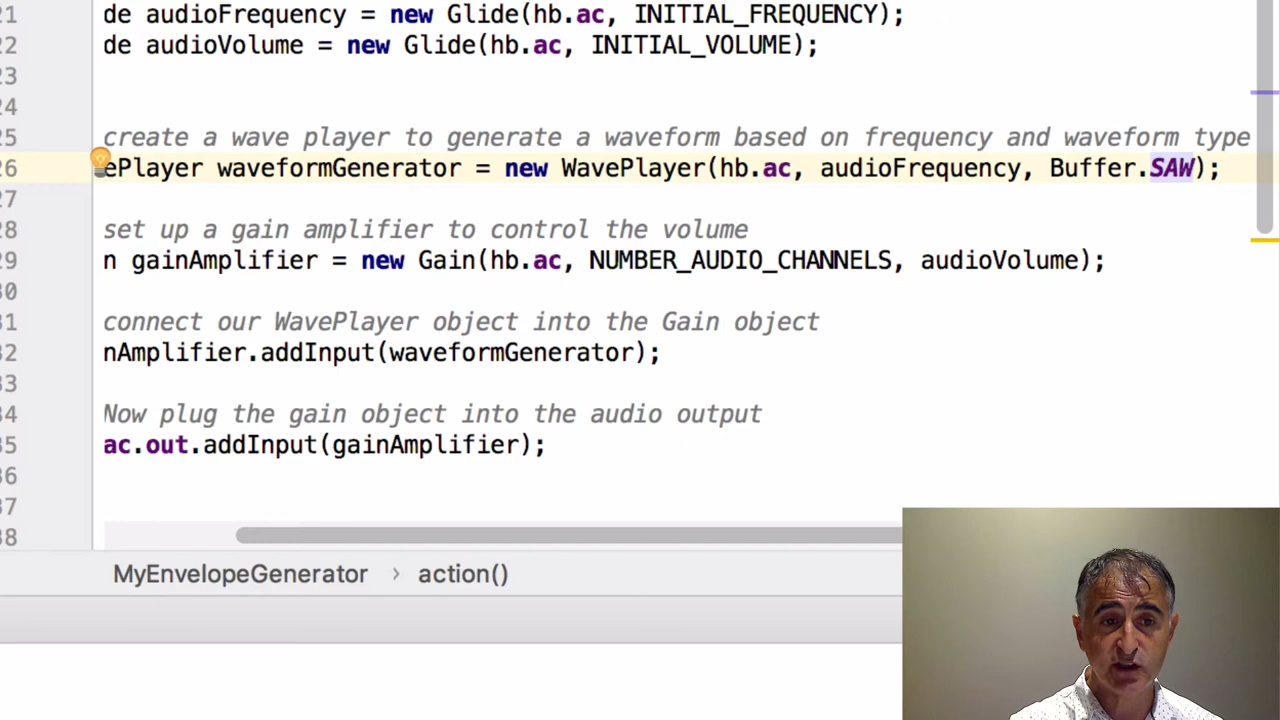 21 de audioFrequency = new Glide(hb.ac, INITIAL_FREQUENCY);
22 de audioVolume = new Glide(hb.ac, INITIAL_VOLUME);
23
24
25 create a wave player to generate a waveform based on frequency and waveform type
26 ePlayer waveformGenerator = new WavePlayer(hb.ac, audioFrequency, Buffer.SAW);
27
28 set up a gain amplifier to control the volume
29 n gainAmplifier = new Gain(hb.ac, NUMBER_AUDIO_CHANNELS, audioVolume);
30
31 connect our WavePlayer object into the Gain object
32 nAmplifier.addInput(waveformGenerator);
33
34 Now plug the gain object into the audio output
35 ac.out.addInput(gainAmplifier);
36
37
38
MyEnvelopeGenerator › action()